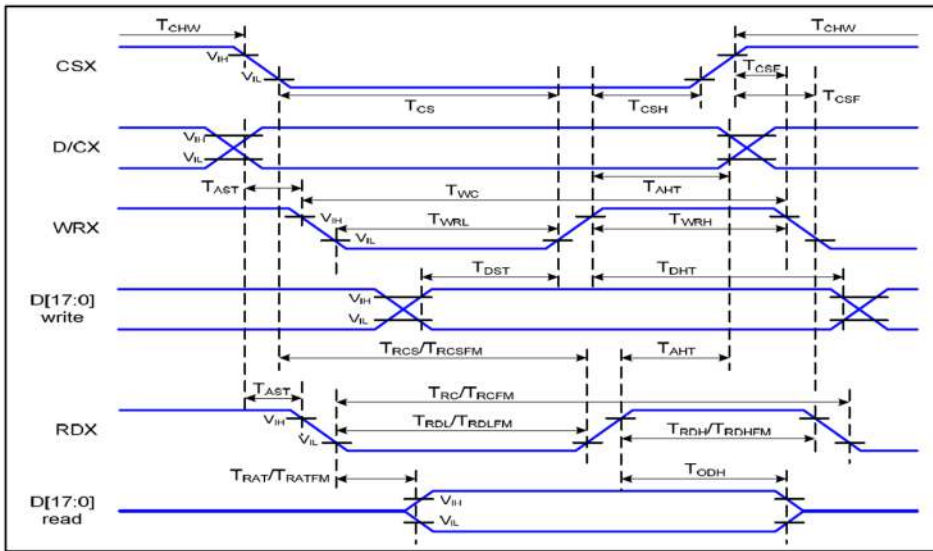 TCHW TCHW
CSX VIH VIL TCSF
TCS TCSH TCSF
D/CX VIH VIL
TAST TWC TAHT
WRX VIH VIL TWRL TWRH
TDST TDHT
D[17:0] write VIH VIL
TRCS/TRCSFM TAHT
TAST TRC/TRCFM
RDX VIH VIL TRDL/TRDLFM TRDH/TRDHFM
TRAT/TRATFM TODH
D[17:0] read VIH VIL